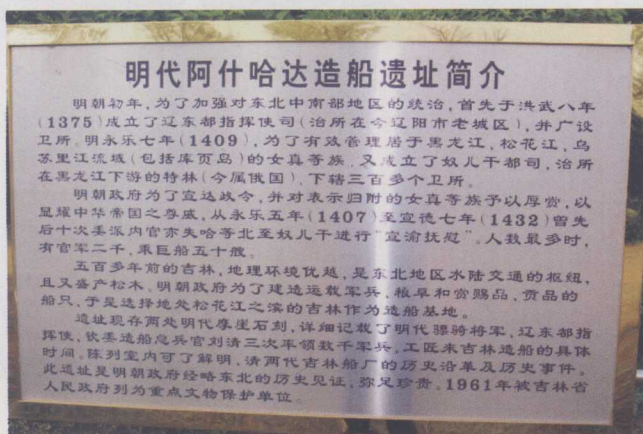 明代阿什哈达造船遗址简介
明朝初年,为了加强对东北中南部地区的统治,首先于洪武八年
(1375)成立了辽东都指挥使司(治所在今辽阳市老城区),并广设
卫所。明永乐七年(1409),为了有效管理居于黑龙江、松花江、乌
苏里江流域(包括库页岛)的女真等族,又成立了奴儿干都司,治所
在黑龙江下游的特林(今属俄国),下辖三百多个卫所。
明朝政府为了宣达政令,并对表示归附的女真等族予以厚赏,以
显耀中华帝国之尊威,从永乐五年(1407)至宣德七年(1432)曾先
后十次委派内官亦失哈等北至奴儿干进行“宣谕抚慰”。人数最多时,
有官军二千,乘巨船五十艘。
五百多年前的吉林,地理环境优越,是东北地区水陆交通的枢纽,
且又盛产松木。明朝政府为了建造运载军兵,粮草和赏赐品,贡品的
船只,于是选择地处松花江之滨的吉林作为造船基地。
遗址现存两处明代摩崖石刻,详细记载了明代骠骑将军、辽东都指
挥使,钦委造船总兵官刘清三次率领数千军兵,工匠来吉林造船的具体
时间。陈列室内可了解明、清两代吉林船厂的历史沿革及历史事件。
此遗址是明朝政府经略东北的历史见证,弥足珍贵。1961年被吉林省
人民政府列为重点文物保护单位。